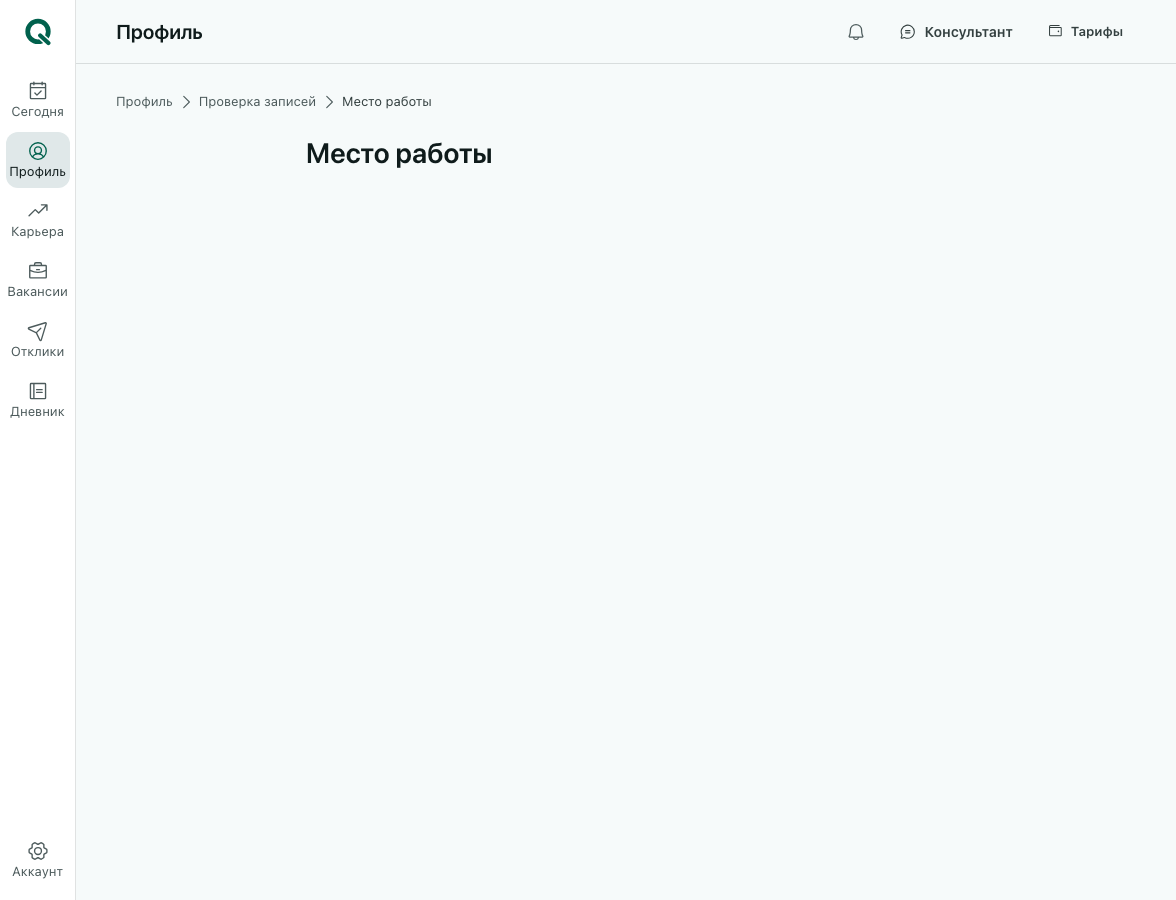 Профиль
Консультант
Тарифы
Сегодня
Профиль
Карьера
Вакансии
Отклики
Дневник
Аккаунт
Профиль Проверка записей Место работы
Место работы